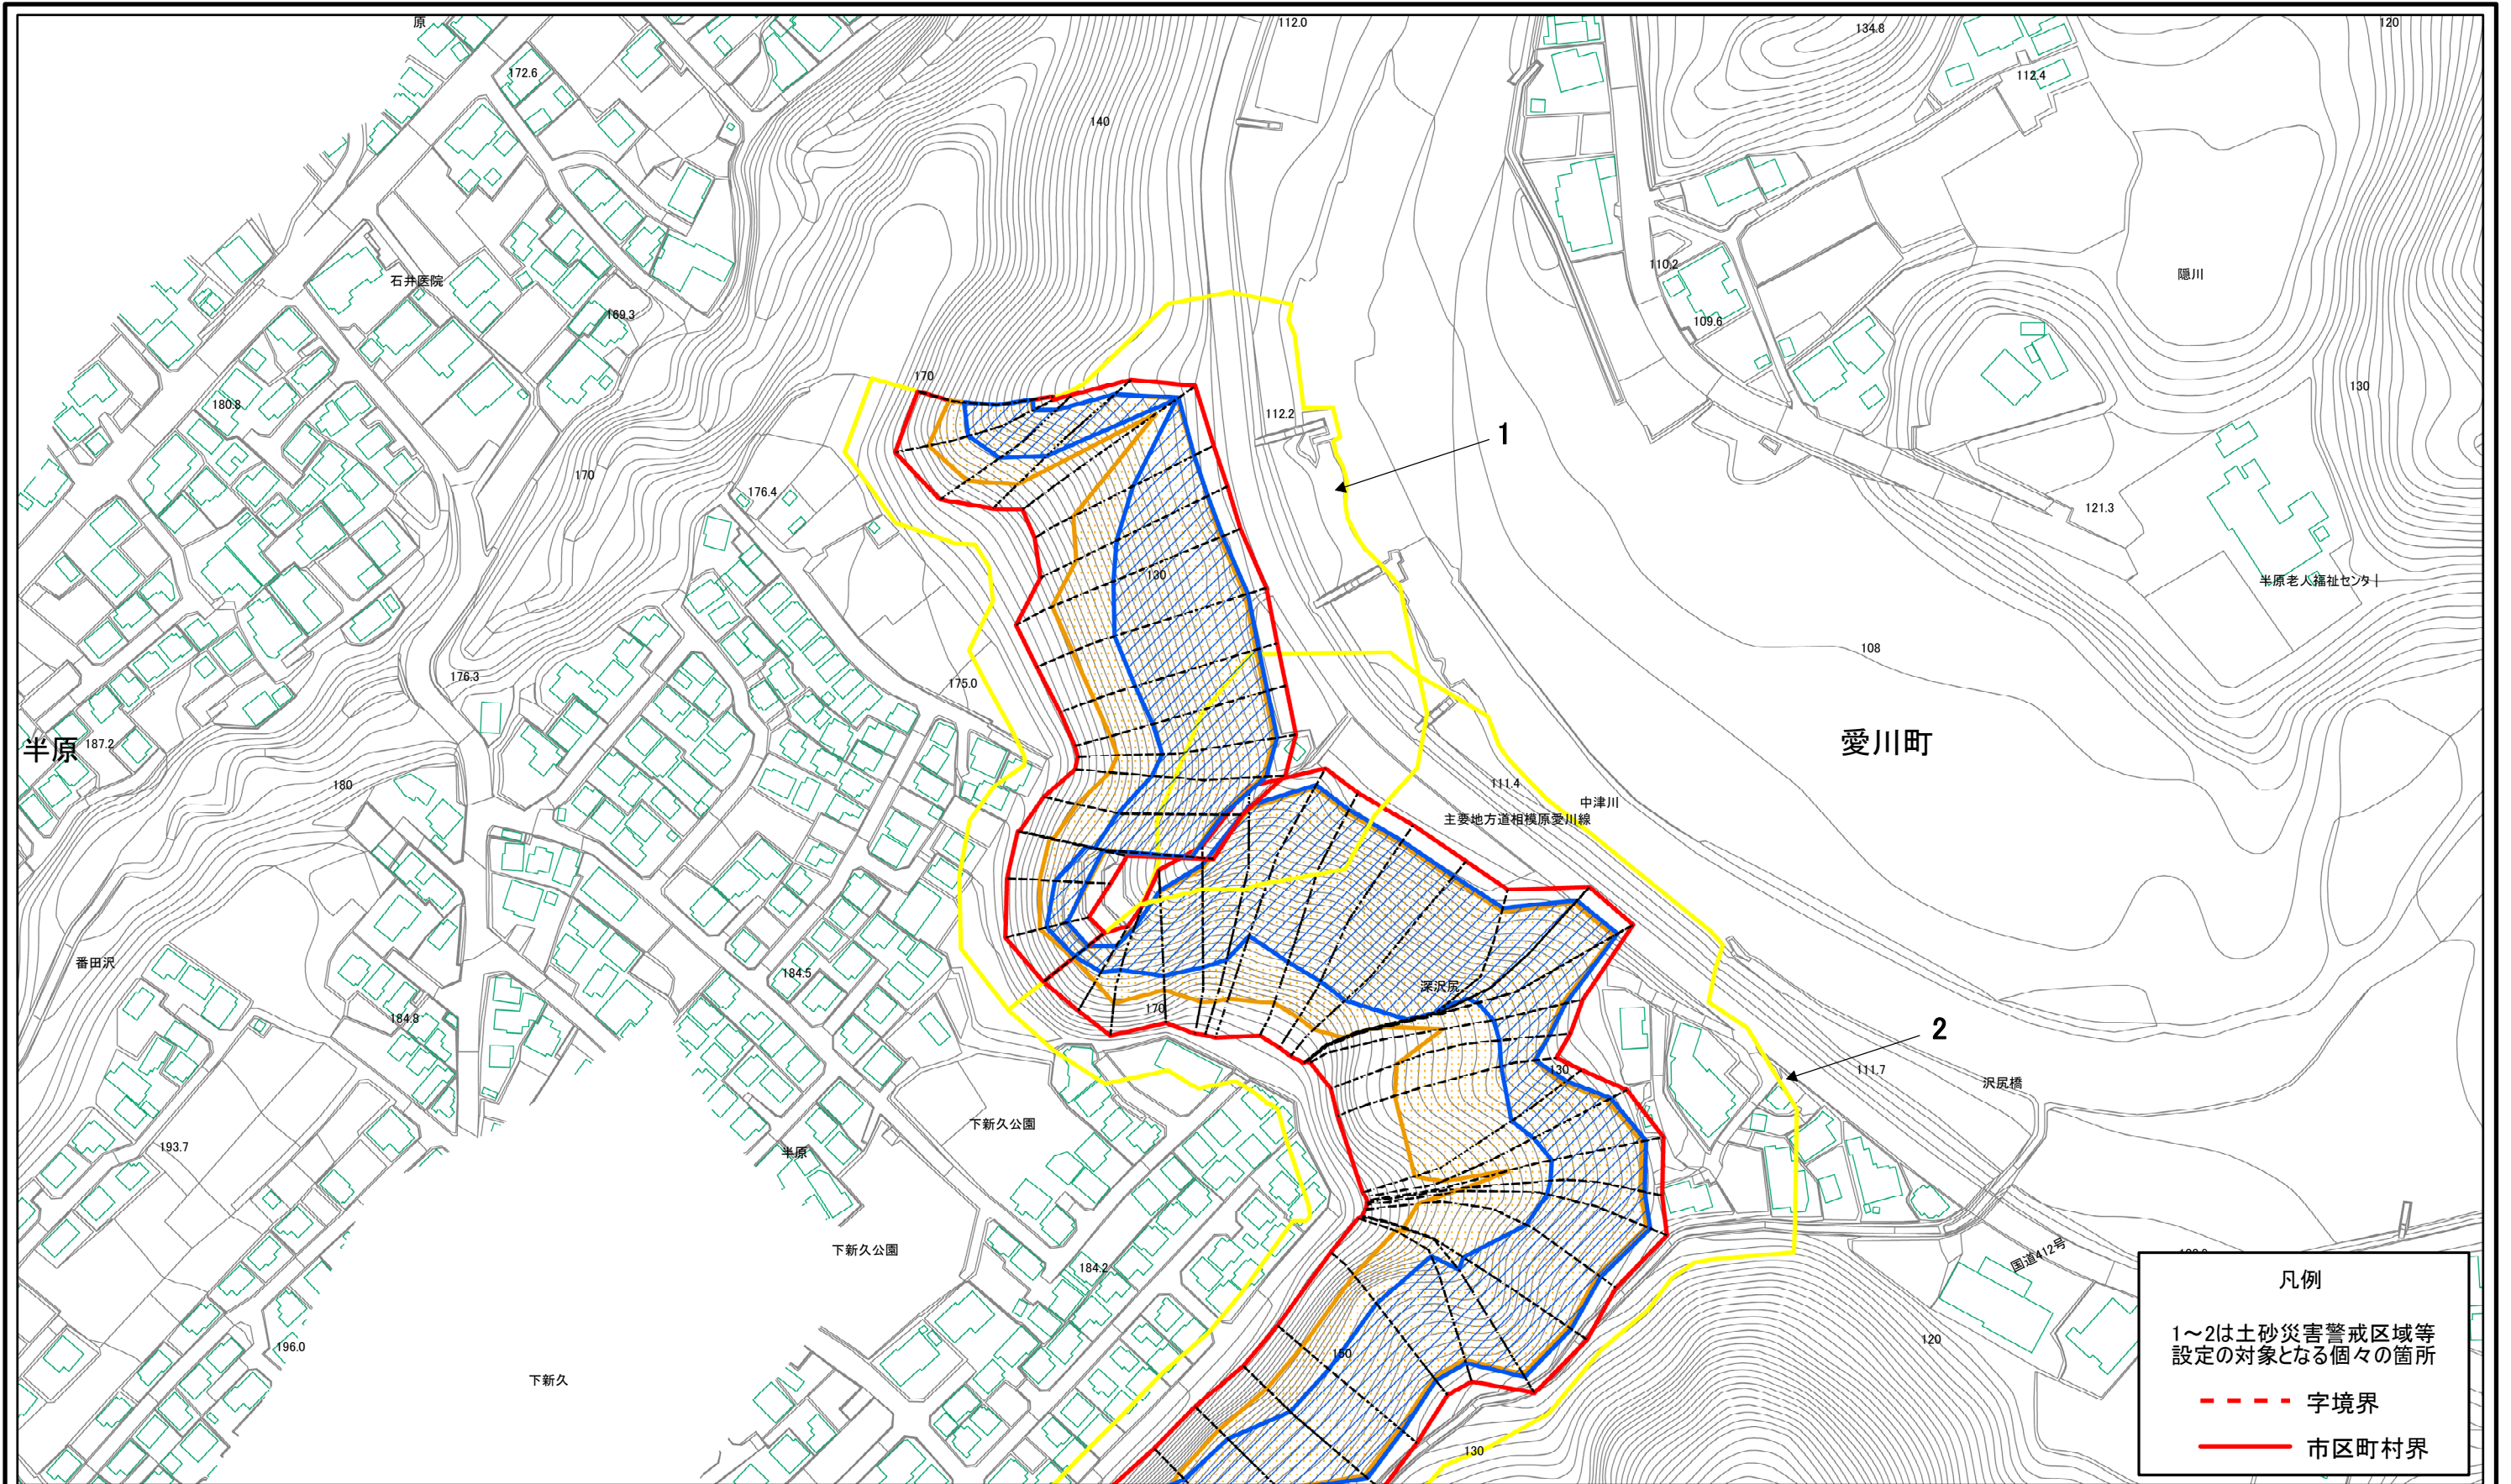 原
112.0
134.8
120
172.6
112.4
140
石井医院
110.2
隠川
169.3
109.6
170
180.8
112.2
130
1
170
176.4
121.3
130
半原老人福祉センター
108
176.3
175.0
半原
187.2
愛川町
180
111.4
中津川
主要地方道相模原愛川線
番田沢
184.5
深沢尻
170
184.8
2
130
111.7
沢尻橋
下新久公園
193.7
半原
下新久公園
国道412号
184.2
196.0
120
150
下新久
130
凡例
1～2は土砂災害警戒区域等
設定の対象となる個々の箇所
字境界
市区町村界